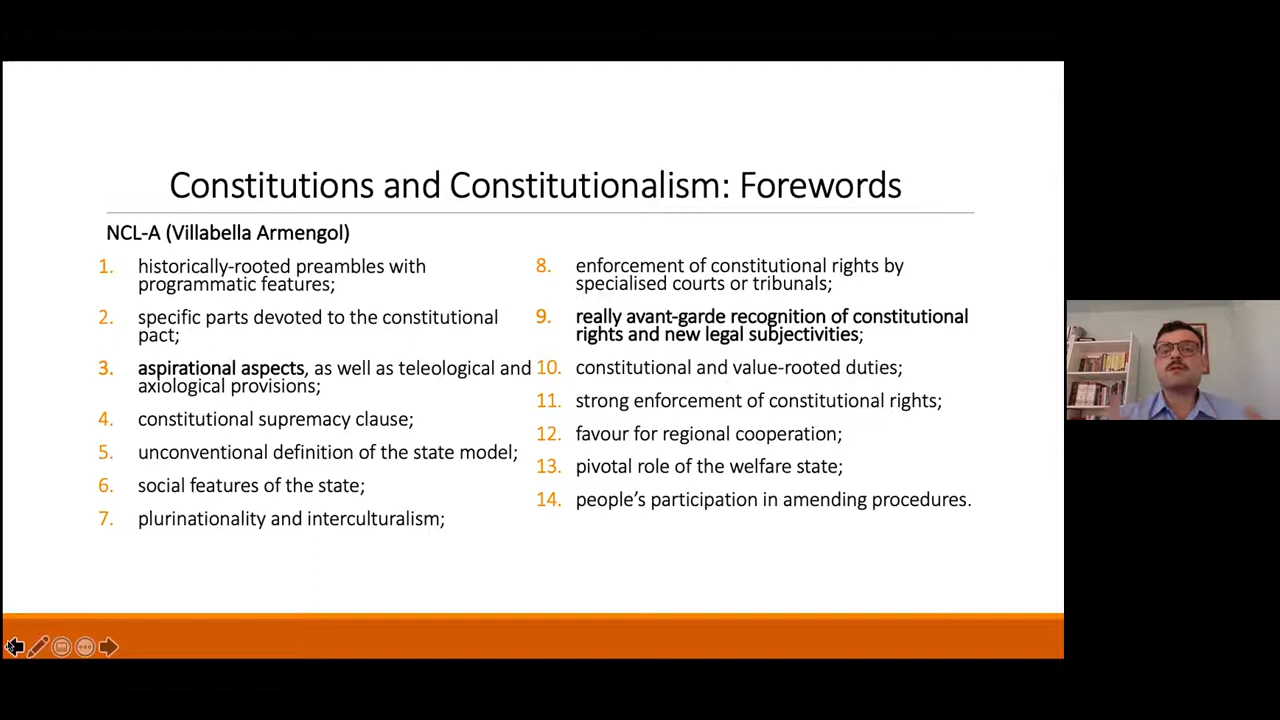 Constitutions and Constitutionalism: Forewords
NCL-A (Villabella Armengol)
1. historically-rooted preambles with
programmatic features;
2. specific parts devoted to the constitutional
pact;
3. aspirational aspects, as well as teleological and
axiological provisions;
4. constitutional supremacy clause;
5. unconventional definition of the state model;
6. social features of the state;
7. plurinationality and interculturalism;
8. enforcement of constitutional rights by
specialised courts or tribunals;
9. really avant-garde recognition of constitutional
rights and new legal subjectivities;
10. constitutional and value-rooted duties;
11. strong enforcement of constitutional rights;
12. favour for regional cooperation;
13. pivotal role of the welfare state;
14. people’s participation in amending procedures.